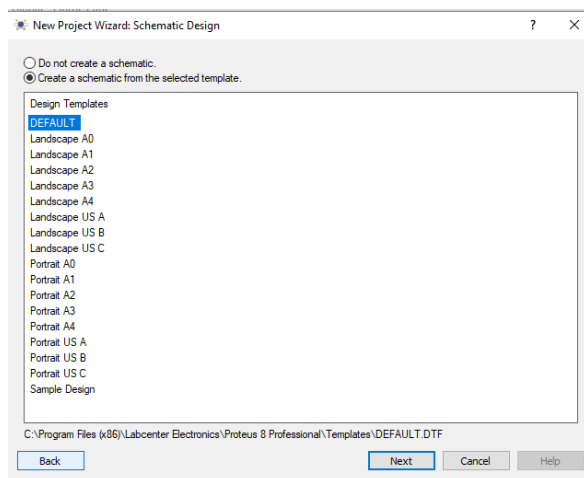 New Project Wizard: Schematic Design ? ×
Do not create a schematic.
Create a schematic from the selected template.
Design Templates
DEFAULT
Landscape A0
Landscape A1
Landscape A2
Landscape A3
Landscape A4
Landscape US A
Landscape US B
Landscape US C
Portrait A0
Portrait A1
Portrait A2
Portrait A3
Portrait A4
Portrait US A
Portrait US B
Portrait US C
Sample Design
C:\Program Files (x86)\Labcenter Electronics\Proteus 8 Professional\Templates\DEFAULT.DTF
Back Next Cancel Help